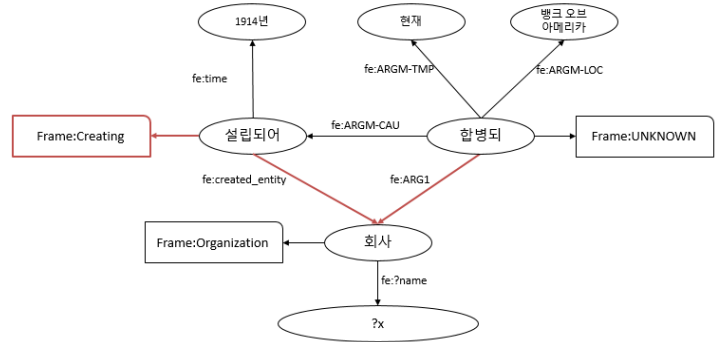 1914년
현재
뱅크 오브
아메리카
fe:time
fe:ARGM-TMP
fe:ARGM-LOC
Frame:Creating
설립되어
fe:ARGM-CAU
합병되
Frame:UNKNOWN
fe:created_entity
fe:ARG1
Frame:Organization
회사
fe:?name
?x